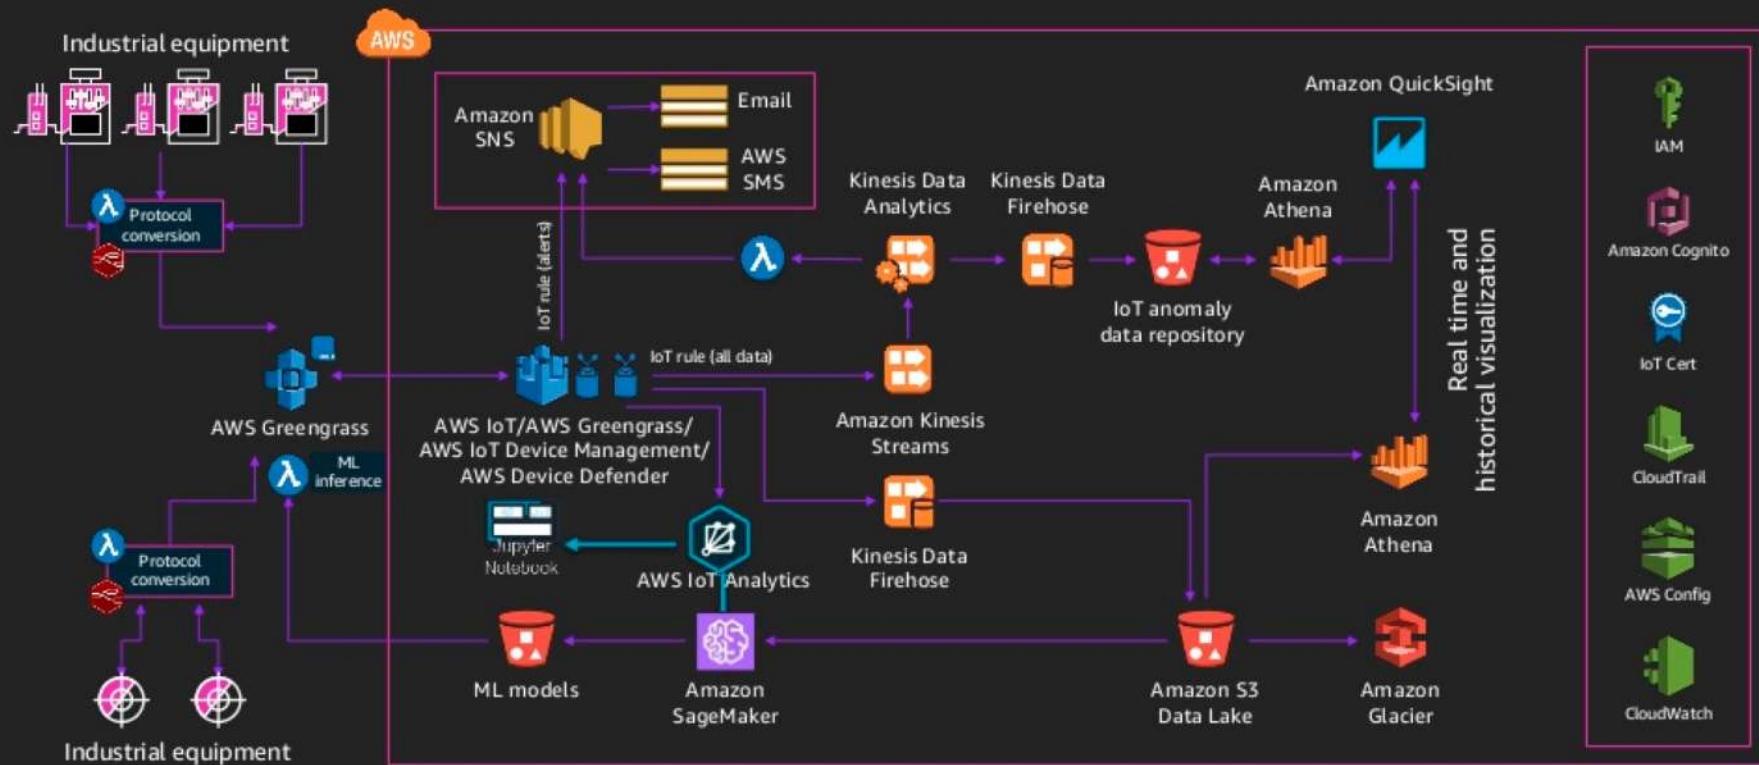 Industrial equipment
AWS
Amazon
SNS
Email
AWS
SMS
Amazon QuickSight
IAM
Protocol
conversion
Kinesis Data
Analytics
Kinesis Data
Firehose
Amazon
Athena
IoT rule (alerts)
Real time and
historical visualization
Amazon Cognito
IoT anomaly
data repository
IoT rule (all data)
IoT Cert
AWS Greengrass
AWS IoT/AWS Greengrass/
AWS IoT Device Management/
AWS Device Defender
Amazon Kinesis
Streams
ML
inference
CloudTrail
Jupyter
Notebook
AWS IoT Analytics
Kinesis Data
Firehose
Amazon
Athena
Protocol
conversion
AWS Config
ML models
Amazon
SageMaker
Amazon S3
Data Lake
Amazon
Glacier
CloudWatch
Industrial equipment